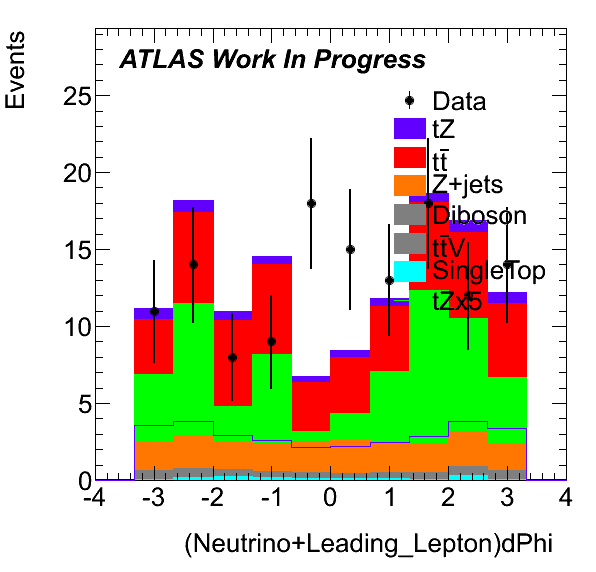 Events
ATLAS Work In Progress
Data
tZ
tt̄
Z+jets
Diboson
tt̄V
SingleTop
tZx5
25
20
15
10
5
0
-4 -3 -2 -1 0 1 2 3 4
(Neutrino+Leading_Lepton)dPhi